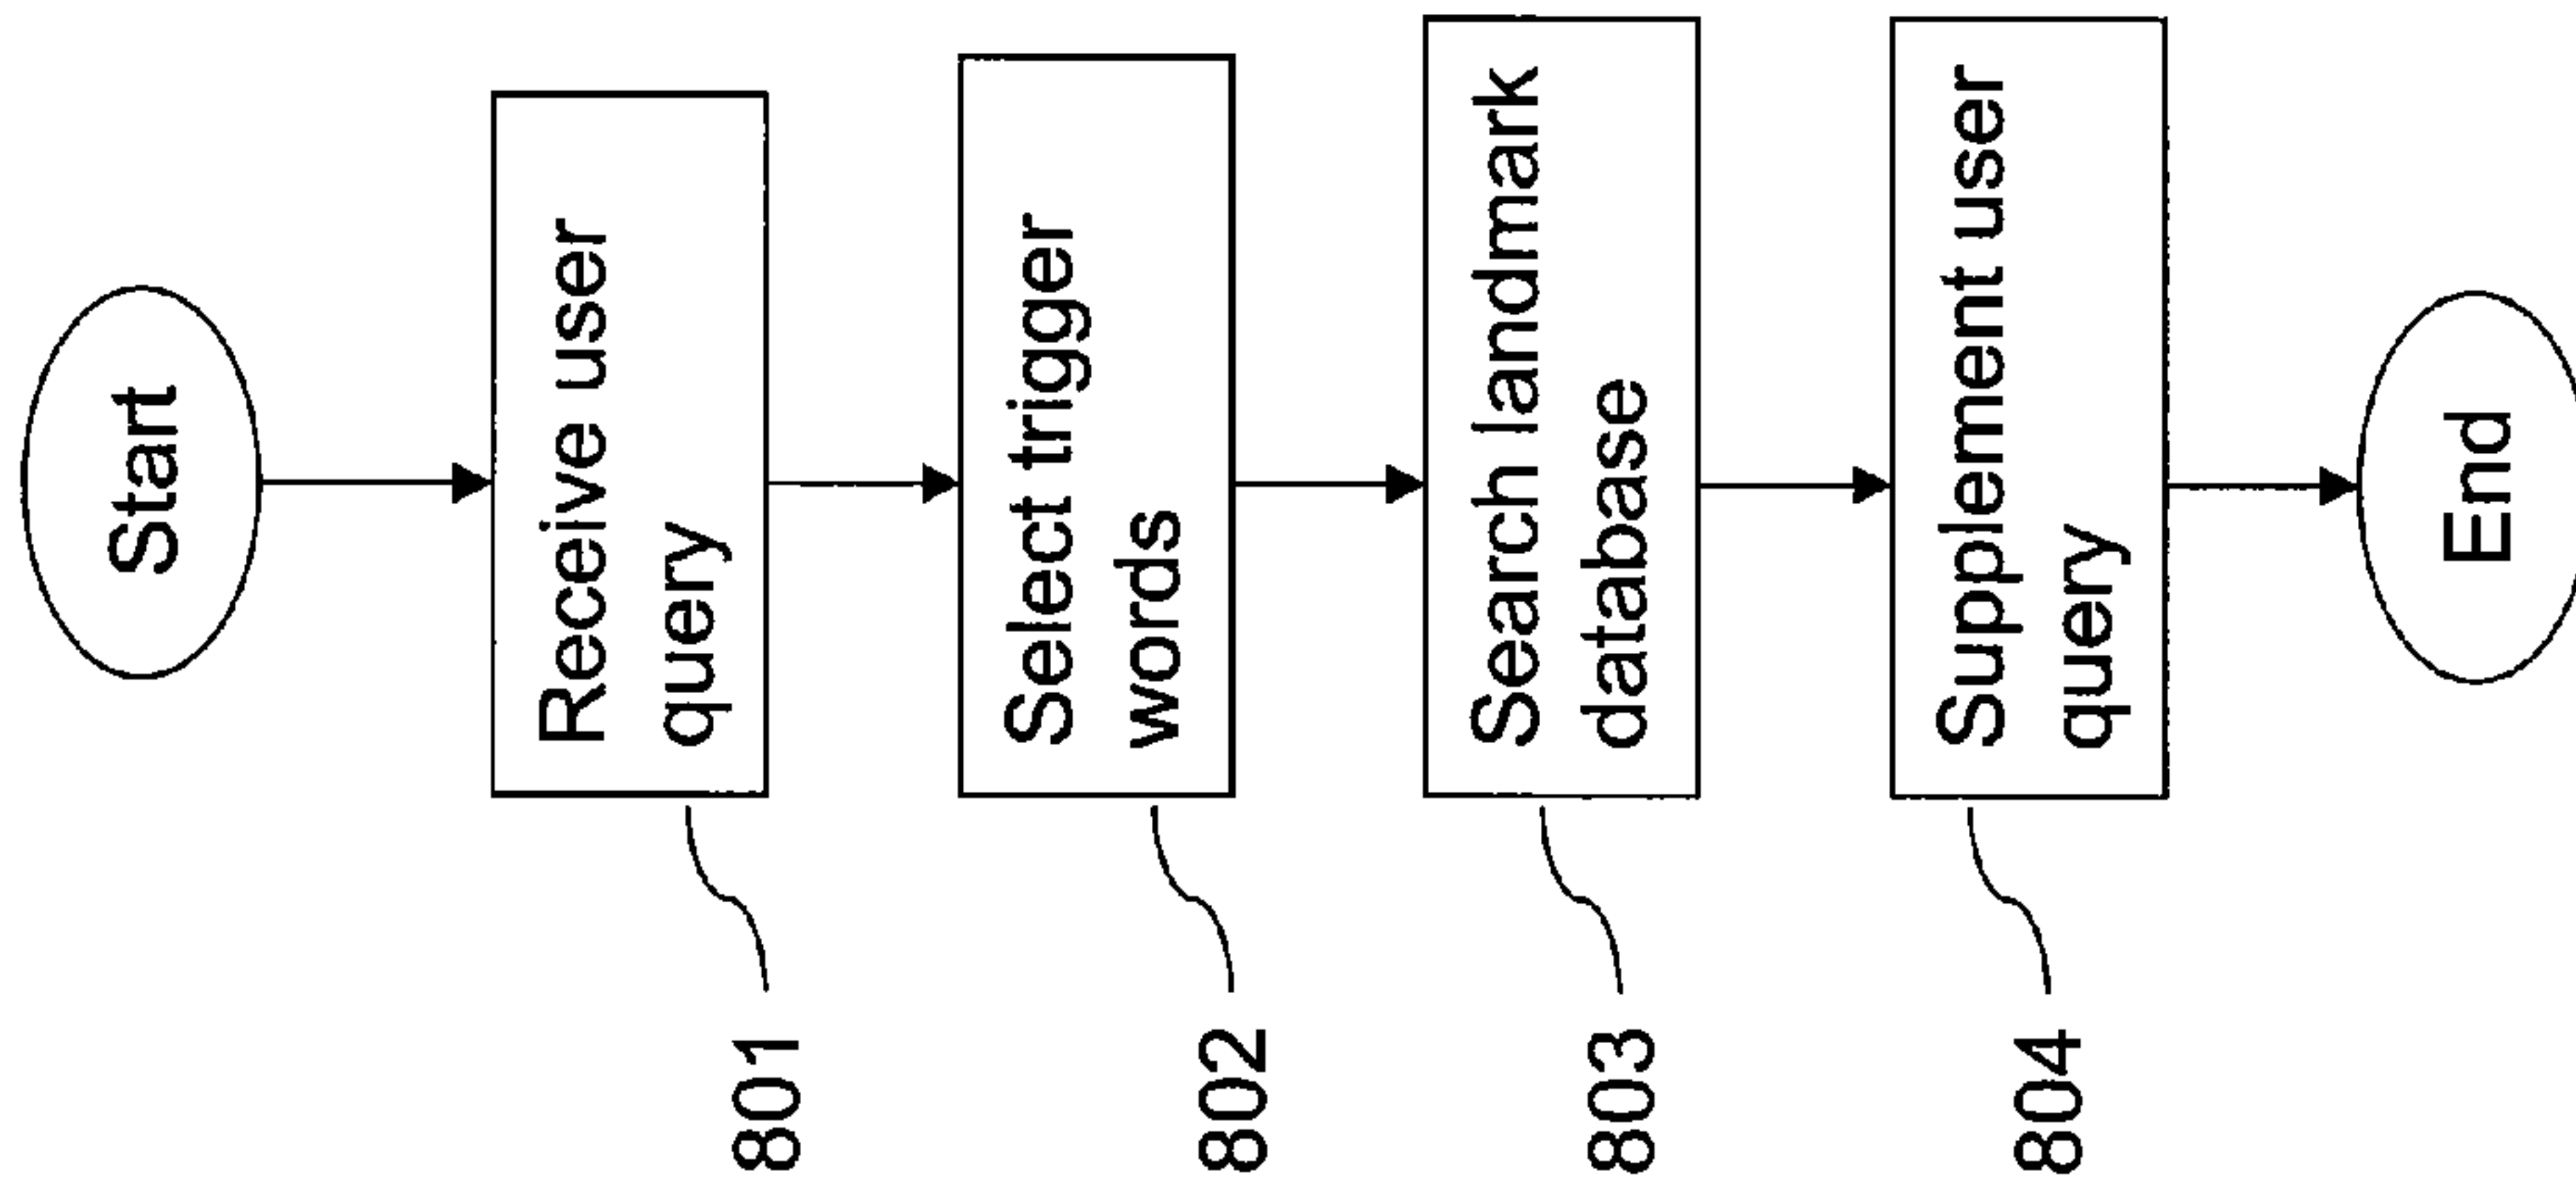 Start
801
Receive user
query
802
Select trigger
words
803
Search landmark
database
804
Supplement user
query
End